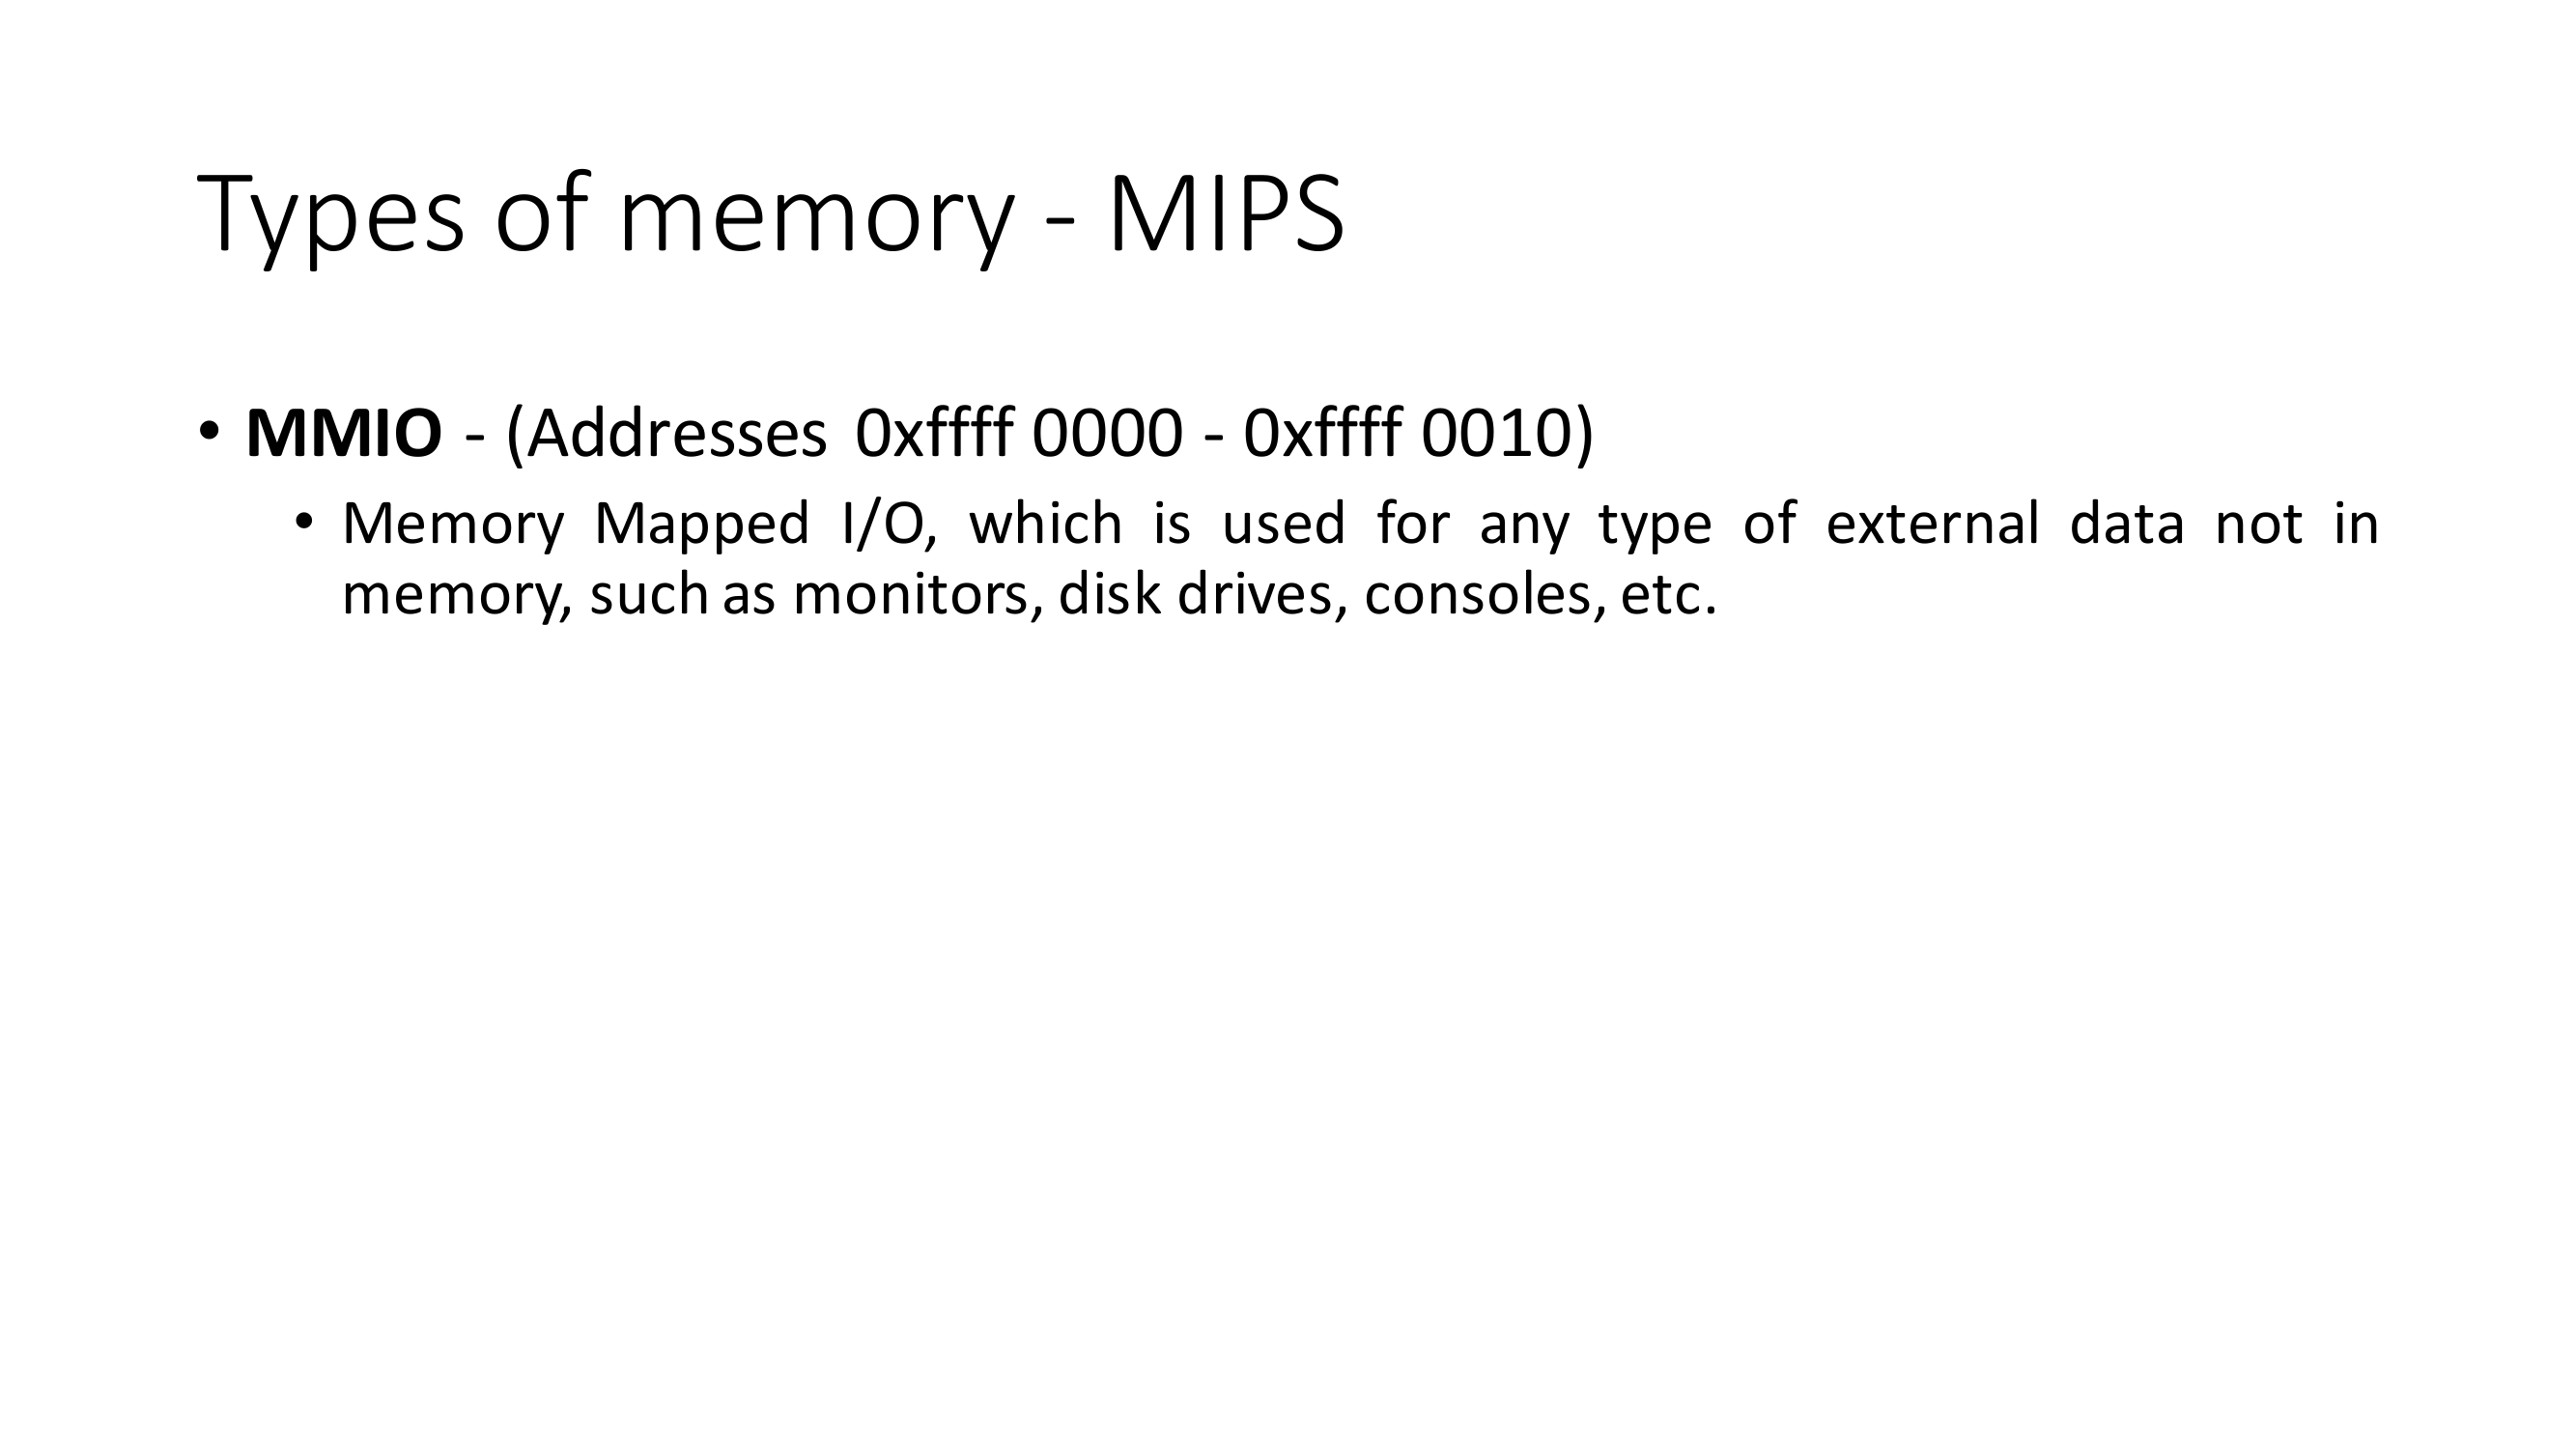 Types of memory - MIPS
• MMIO - (Addresses 0xffff 0000 - 0xffff 0010)
• Memory Mapped I/O, which is used for any type of external data not in
memory, such as monitors, disk drives, consoles, etc.